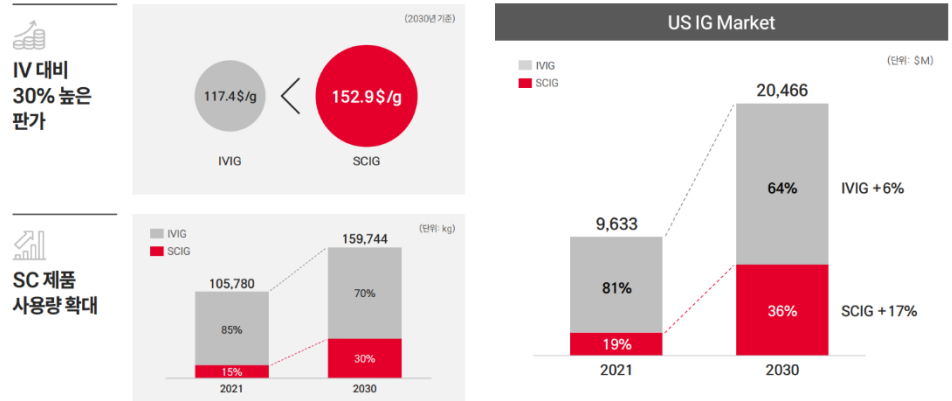 IV 대비
30% 높은
판가
(2030년 기준)
117.4$/g
152.9$/g
IVIG
SCIG
SC 제품
사용량 확대
IVIG
SCIG
(단위: kg)
105,780
159,744
85%
15%
70%
30%
2021
2030
US IG Market
IVIG
SCIG
(단위: $M)
9,633
20,466
81%
19%
64%
36%
IVIG +6%
SCIG +17%
2021
2030